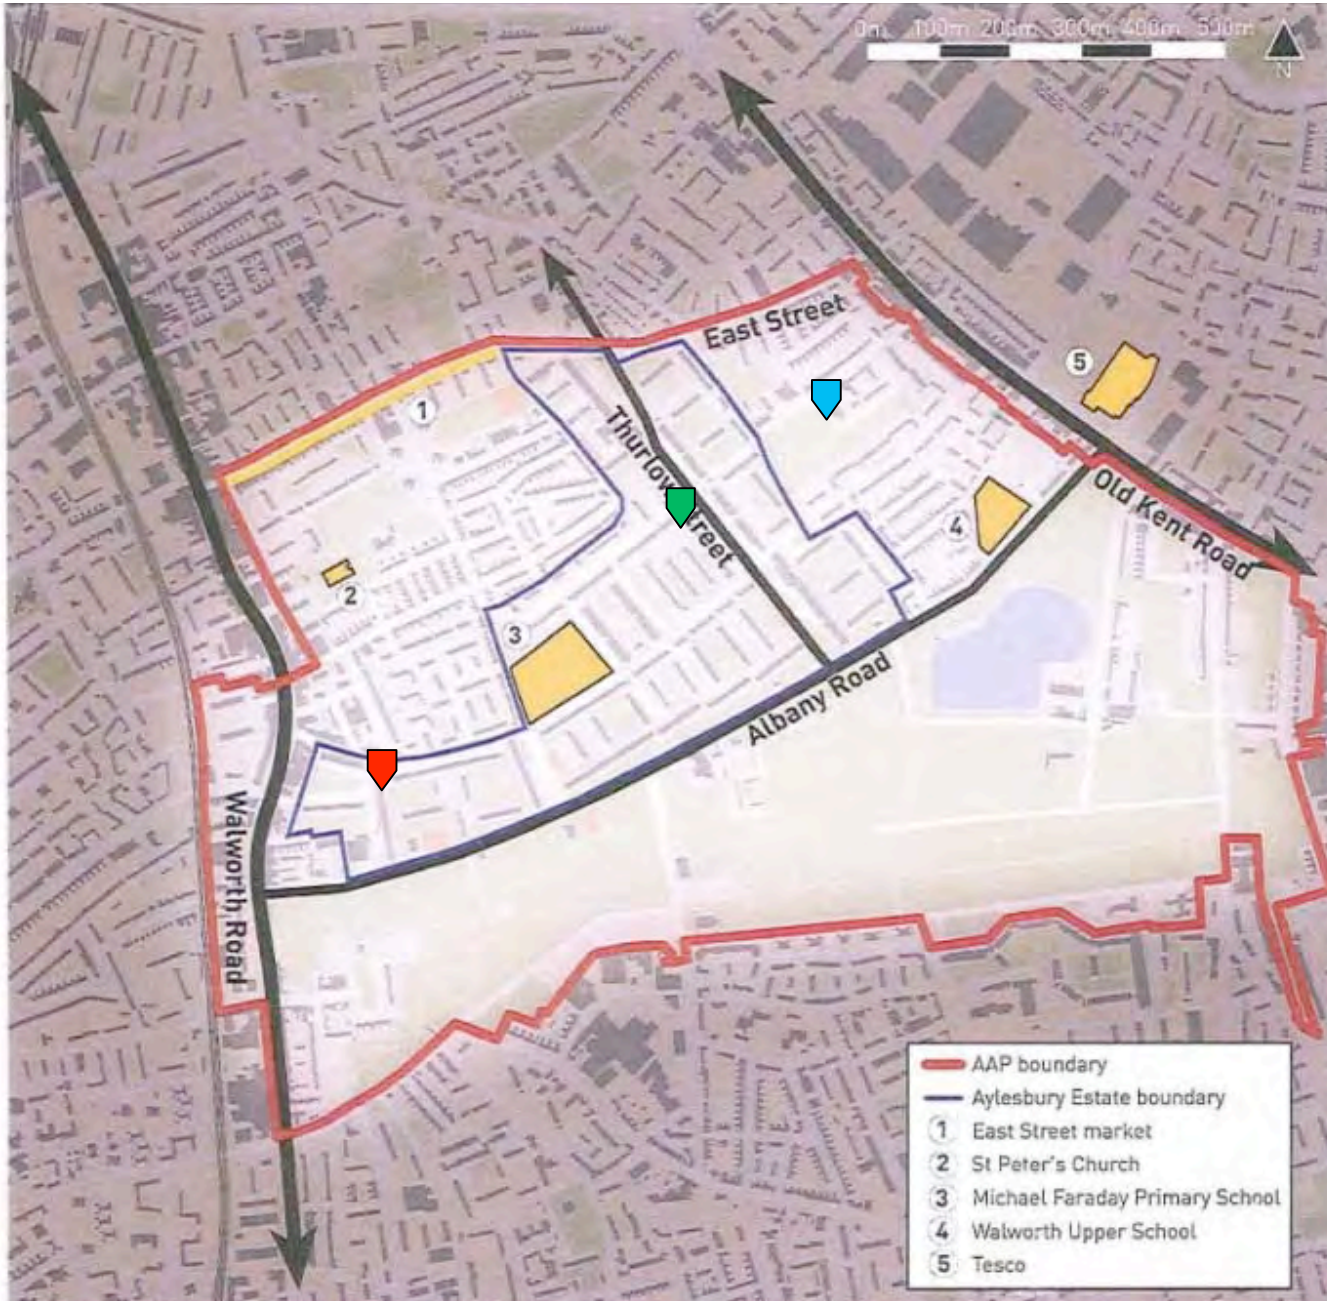 0m 100m 200m 300m 400m 500m
N
East Street
5
1
Thurlow Street
Old Kent Road
4
2
3
Albany Road
Walworth Road
AAP boundary
Aylesbury Estate boundary
1 East Street market
2 St Peter's Church
3 Michael Faraday Primary School
4 Walworth Upper School
5 Tesco